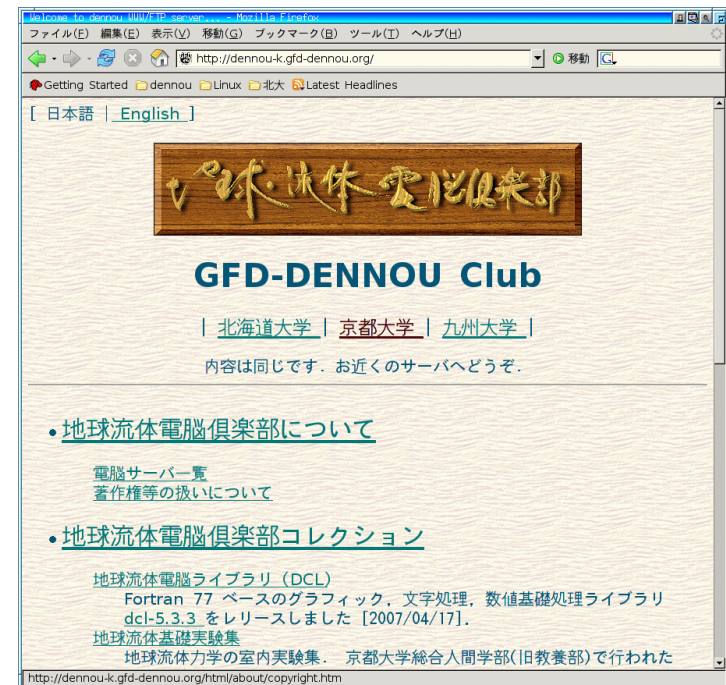 Welcome to dennou WWW/FTP server... - Mozilla Firefox
ファイル(F) 編集(E) 表示(V) 移動(G) ブックマーク(B) ツール(T) ヘルプ(H)
http://dennou-k.gfd-dennou.org/ 移動 G
Getting Started dennou Linux 北大 Latest Headlines
[ 日本語 | English ]
地球・流体電脳倶楽部
GFD-DENNOU Club
| 北海道大学 | 京都大学 | 九州大学 |
内容は同じです．お近くのサーバへどうぞ．
• 地球流体電脳倶楽部について
電脳サーバ一覧
著作権等の扱いについて
• 地球流体電脳倶楽部コレクション
地球流体電脳ライブラリ (DCL)
Fortran 77 ベースのグラフィック, 文字処理, 数値基礎処理ライブラリ
dcl-5.3.3 をリリースしました [2007/04/17].
地球流体基礎実験集
地球流体力学の室内実験集． 京都大学総合人間学部(旧教養部)で行われた
http://dennou-k.gfd-dennou.org/html/about/copyright.htm